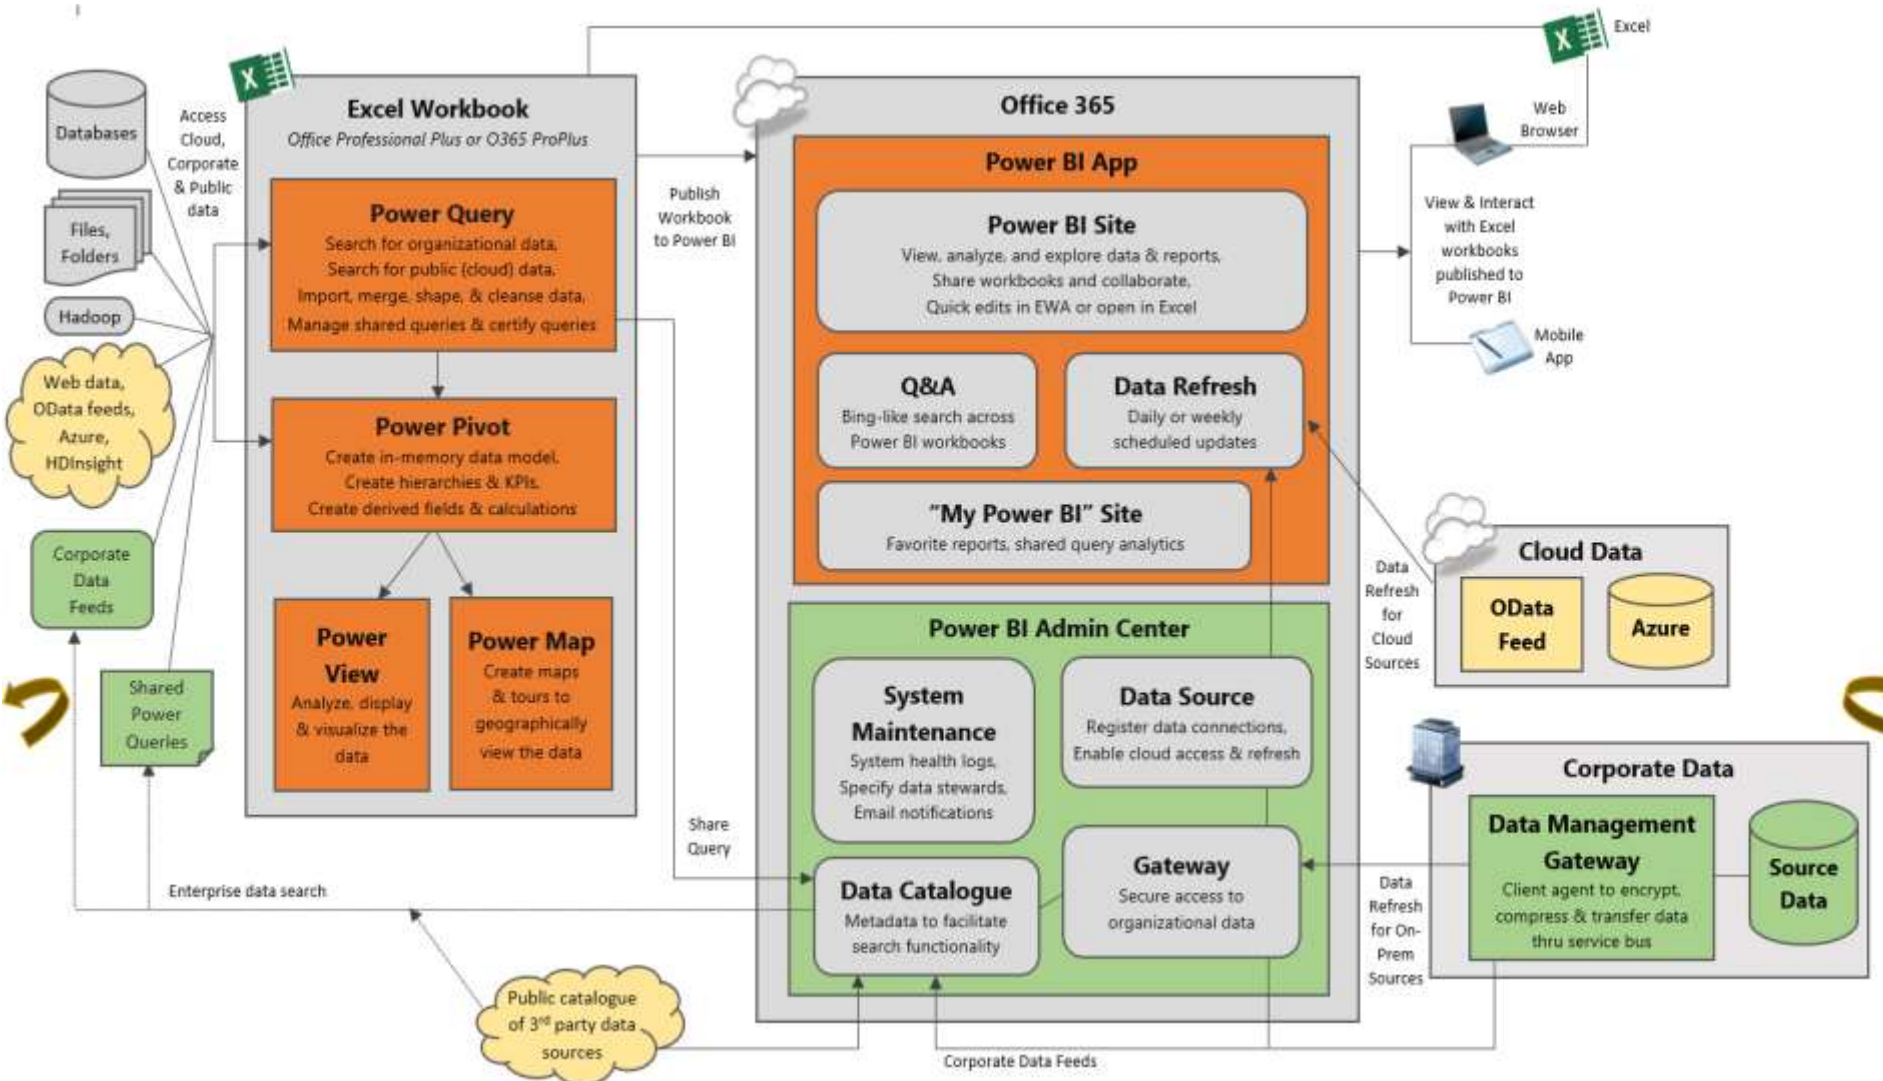 Excel
Databases
Files,
Folders
Hadoop
Web data,
OData feeds,
Azure,
HDInsight
Corporate
Data
Feeds
Shared
Power
Queries
Access
Cloud,
Corporate
& Public
data
X
Excel Workbook
Office Professional Plus or O365 ProPlus
Power Query
Search for organizational data,
Search for public (cloud) data,
Import, merge, shape, & cleanse data,
Manage shared queries & certify queries
Power Pivot
Create in-memory data model,
Create hierarchies & KPIs,
Create derived fields & calculations
Power
View
Analyze, display
& visualize the
data
Power Map
Create maps
& tours to
geographically
view the data
Publish
Workbook
to Power BI
Share
Query
Enterprise data search
Public catalogue
of 3rd party data
sources
Office 365
Power BI App
Power BI Site
View, analyze, and explore data & reports,
Share workbooks and collaborate,
Quick edits in EWA or open in Excel
Q&A
Bing-like search across
Power BI workbooks
Data Refresh
Daily or weekly
scheduled updates
"My Power BI" Site
Favorite reports, shared query analytics
Power BI Admin Center
System
Maintenance
System health logs,
Specify data stewards,
Email notifications
Data Source
Register data connections,
Enable cloud access & refresh
Data Catalogue
Metadata to facilitate
search functionality
Gateway
Secure access to
organizational data
Corporate Data Feeds
X
Web
Browser
View & Interact
with Excel
workbooks
published to
Power BI
Mobile
App
Data
Refresh
for
Cloud
Sources
Cloud Data
OData
Feed
Azure
Data
Refresh
for On-
Prem
Sources
Corporate Data
Data Management
Gateway
Client agent to encrypt,
compress & transfer data
thru service bus
Source
Data